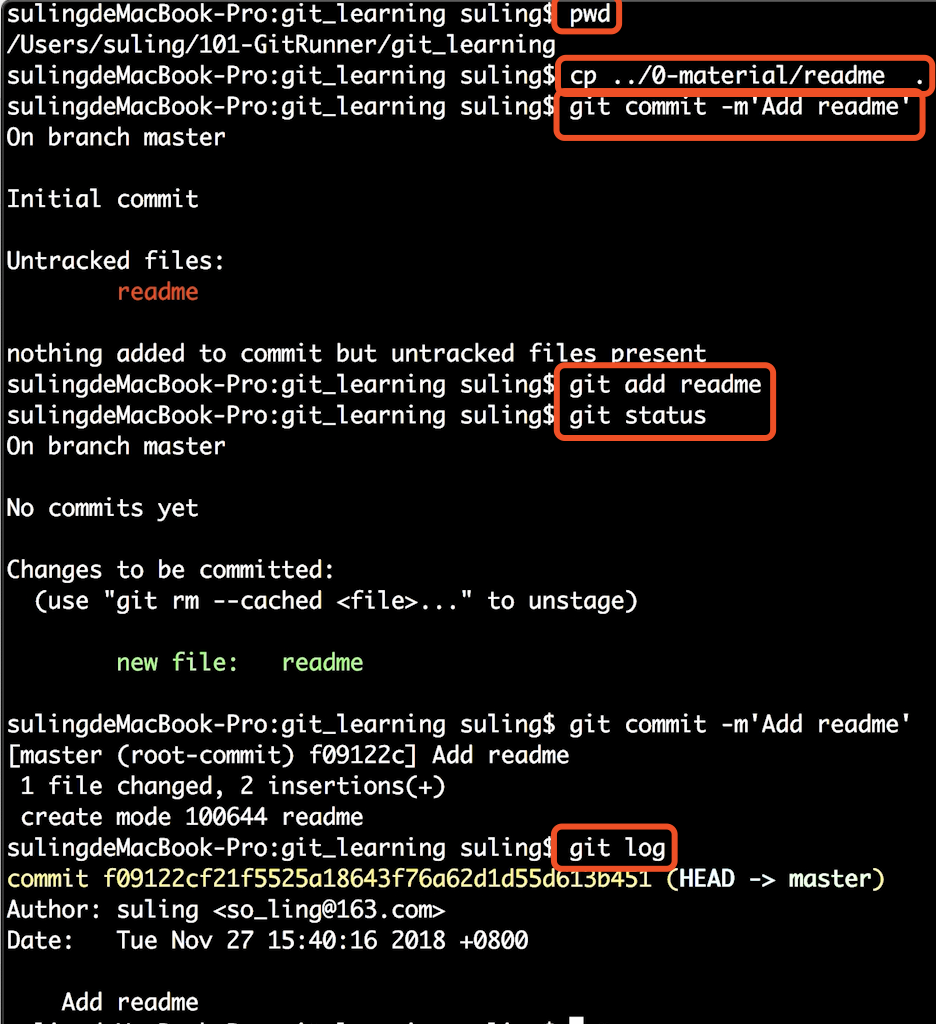 sulingdeMacBook-Pro:git_learning suling$ pwd
/Users/suling/101-GitRunner/git_learning
sulingdeMacBook-Pro:git_learning suling$ cp ../0-material/readme  .
sulingdeMacBook-Pro:git_learning suling$ git commit -m'Add readme'
On branch master
Initial commit
Untracked files:
readme
nothing added to commit but untracked files present
sulingdeMacBook-Pro:git_learning suling$ git add readme
sulingdeMacBook-Pro:git_learning suling$ git status
On branch master
No commits yet
Changes to be committed:
(use "git rm --cached <file>..." to unstage)
new file:   readme
sulingdeMacBook-Pro:git_learning suling$ git commit -m'Add readme'
[master (root-commit) f09122c] Add readme
1 file changed, 2 insertions(+)
create mode 100644 readme
sulingdeMacBook-Pro:git_learning suling$ git log
commit f09122cf21f5525a18643f76a62d1d55d613b451 (HEAD -> master)
Author: suling <so_ling@163.com>
Date:   Tue Nov 27 15:40:16 2018 +0800
Add readme